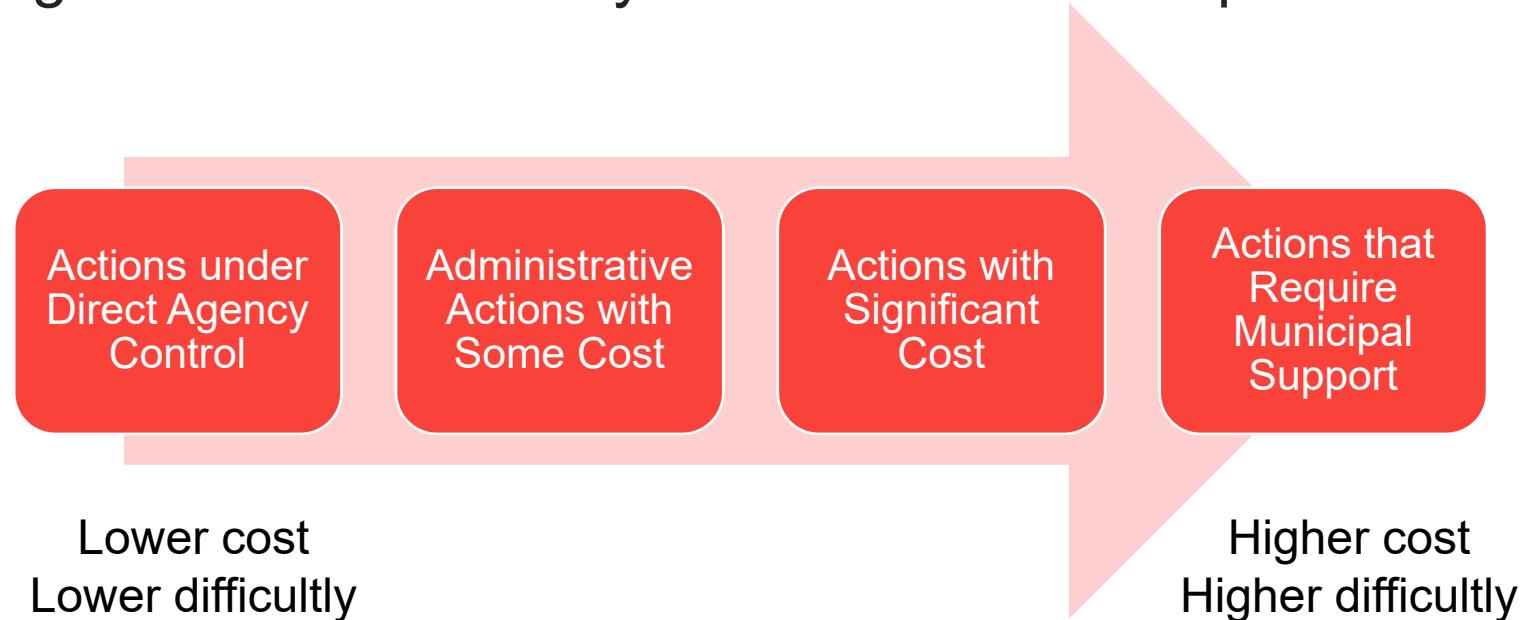 Actions under
Direct Agency
Control
Administrative
Actions with
Some Cost
Actions with
Significant
Cost
Actions that
Require
Municipal
Support
Lower cost
Lower difficultly
Higher cost
Higher difficultly